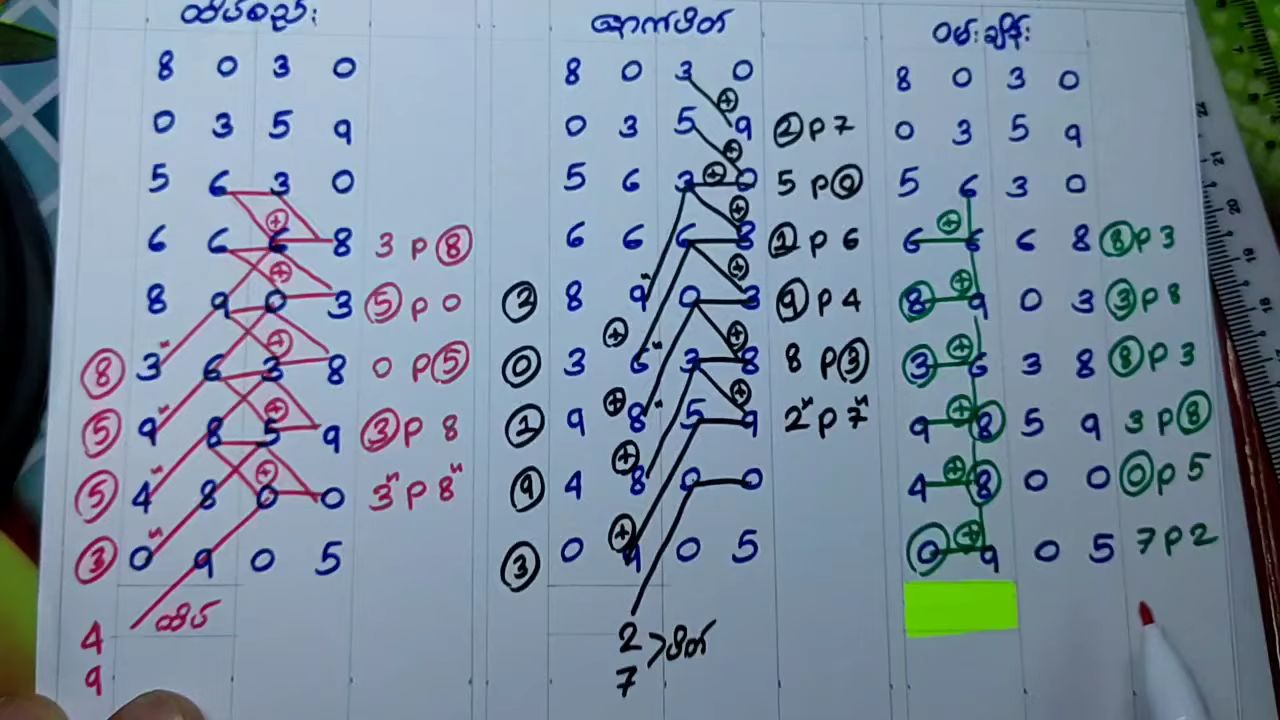 ထိပ်စည်း နောက်ပိတ် ဝမ်းချိန်း
8 0 3 0 8 0 3 0 8 0 3 0
0 3 5 9 0 3 5 9 ② p 7 0 3 5 9
5 6 3 0 5 6 3 0 5 p ⓪ 5 6 3 0
6 6 6 8 3 p ⑧ 6 6 6 8 ② p 6 6 6 6 8 ⑧ p 3
8 9 0 3 ⑤ p 0 ② 8 9 0 3 ⑨ p 4 ⑧ 9 0 3 ③ p 8
⑧ 3 6 3 8 0 p ⑤ ⓪ 3 6 3 8 8 p ③ ③ 6 3 8 ⑧ p 3
⑤ 9 8 5 9 ③ p 8 ① 9 8 5 9 2 p 7 9 ⑧ 5 9 3 p ⑧
⑤ 4 8 0 0 3 p 8 ⑨ 4 8 0 0 4 ⑧ 0 0 ⓪ p 5
③ 0 9 0 5 ③ 0 9 0 5 ⓪ 9 0 5 7 p 2
4 ထိပ် 2 > ပိတ်
9 7